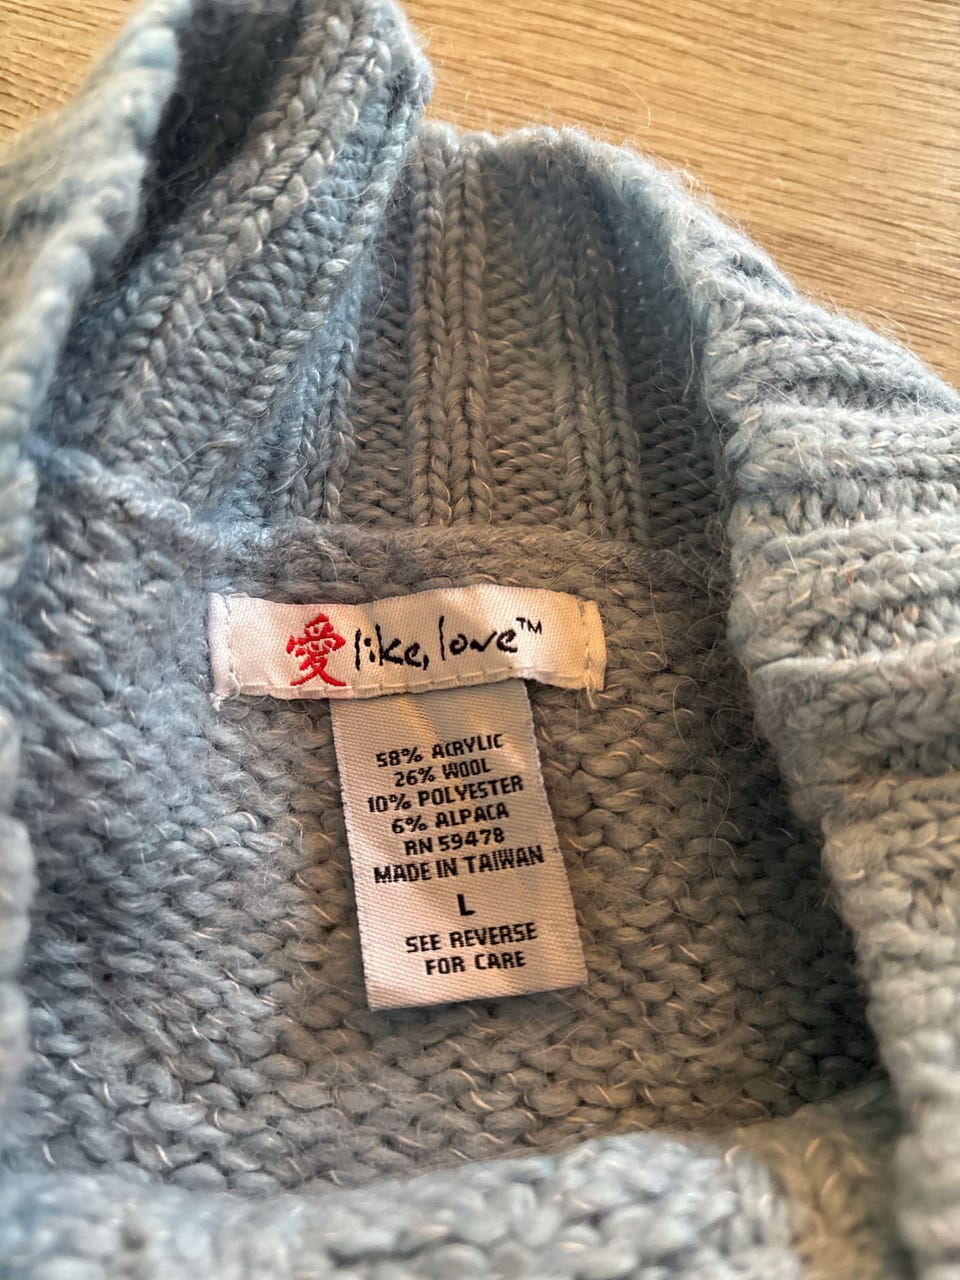 愛 like, love™
58% ACRYLIC
26% WOOL
10% POLYESTER
6% ALPACA
RN 59478
MADE IN TAIWAN
L
SEE REVERSE
FOR CARE